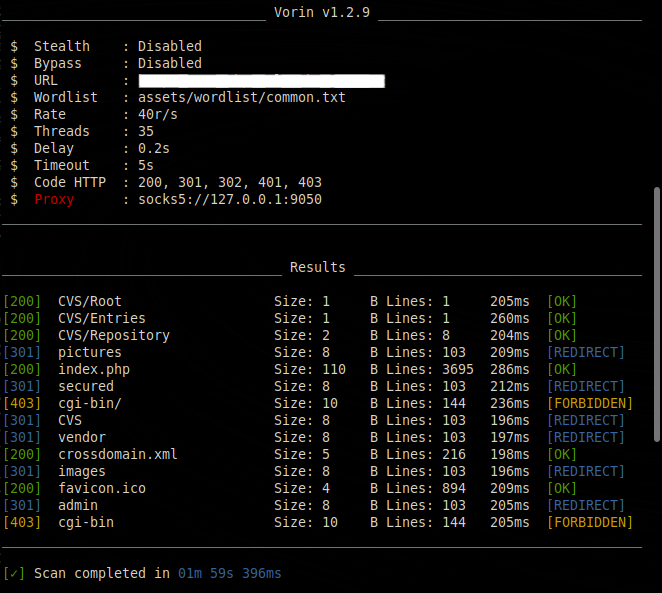 Vorin v1.2.9
$ Stealth : Disabled
$ Bypass : Disabled
$ URL :
$ Wordlist : assets/wordlist/common.txt
$ Rate : 40r/s
$ Threads : 35
$ Delay : 0.2s
$ Timeout : 5s
$ Code HTTP : 200, 301, 302, 401, 403
$ Proxy : socks5://127.0.0.1:9050
Results
[200] CVS/Root Size: 1 B Lines: 1 205ms [OK]
[200] CVS/Entries Size: 1 B Lines: 1 260ms [OK]
[200] CVS/Repository Size: 2 B Lines: 8 204ms [OK]
[301] pictures Size: 8 B Lines: 103 209ms [REDIRECT]
[200] index.php Size: 110 B Lines: 3695 286ms [OK]
[301] secured Size: 8 B Lines: 103 212ms [REDIRECT]
[403] cgi-bin/ Size: 10 B Lines: 144 236ms [FORBIDDEN]
[301] CVS Size: 8 B Lines: 103 196ms [REDIRECT]
[301] vendor Size: 8 B Lines: 103 197ms [REDIRECT]
[200] crossdomain.xml Size: 5 B Lines: 216 198ms [OK]
[301] images Size: 8 B Lines: 103 196ms [REDIRECT]
[200] favicon.ico Size: 4 B Lines: 894 209ms [OK]
[301] admin Size: 8 B Lines: 103 205ms [REDIRECT]
[403] cgi-bin Size: 10 B Lines: 144 205ms [FORBIDDEN]
[✓] Scan completed in 01m 59s 396ms